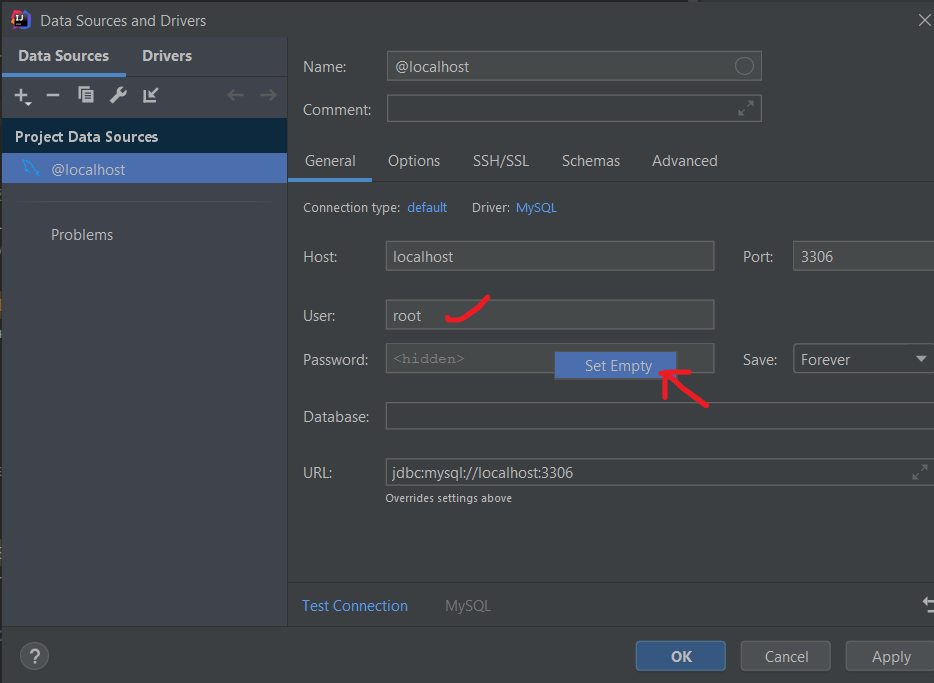 Data Sources and Drivers
Data Sources Drivers
Project Data Sources
@localhost
Problems
Name: @localhost
Comment:
General Options SSH/SSL Schemas Advanced
Connection type: default Driver: MySQL
Host: localhost Port: 3306
User: root
Password: <hidden> Set Empty Save: Forever
Database:
URL: jdbc:mysql://localhost:3306
Overrides settings above
Test Connection MySQL
? OK Cancel Apply